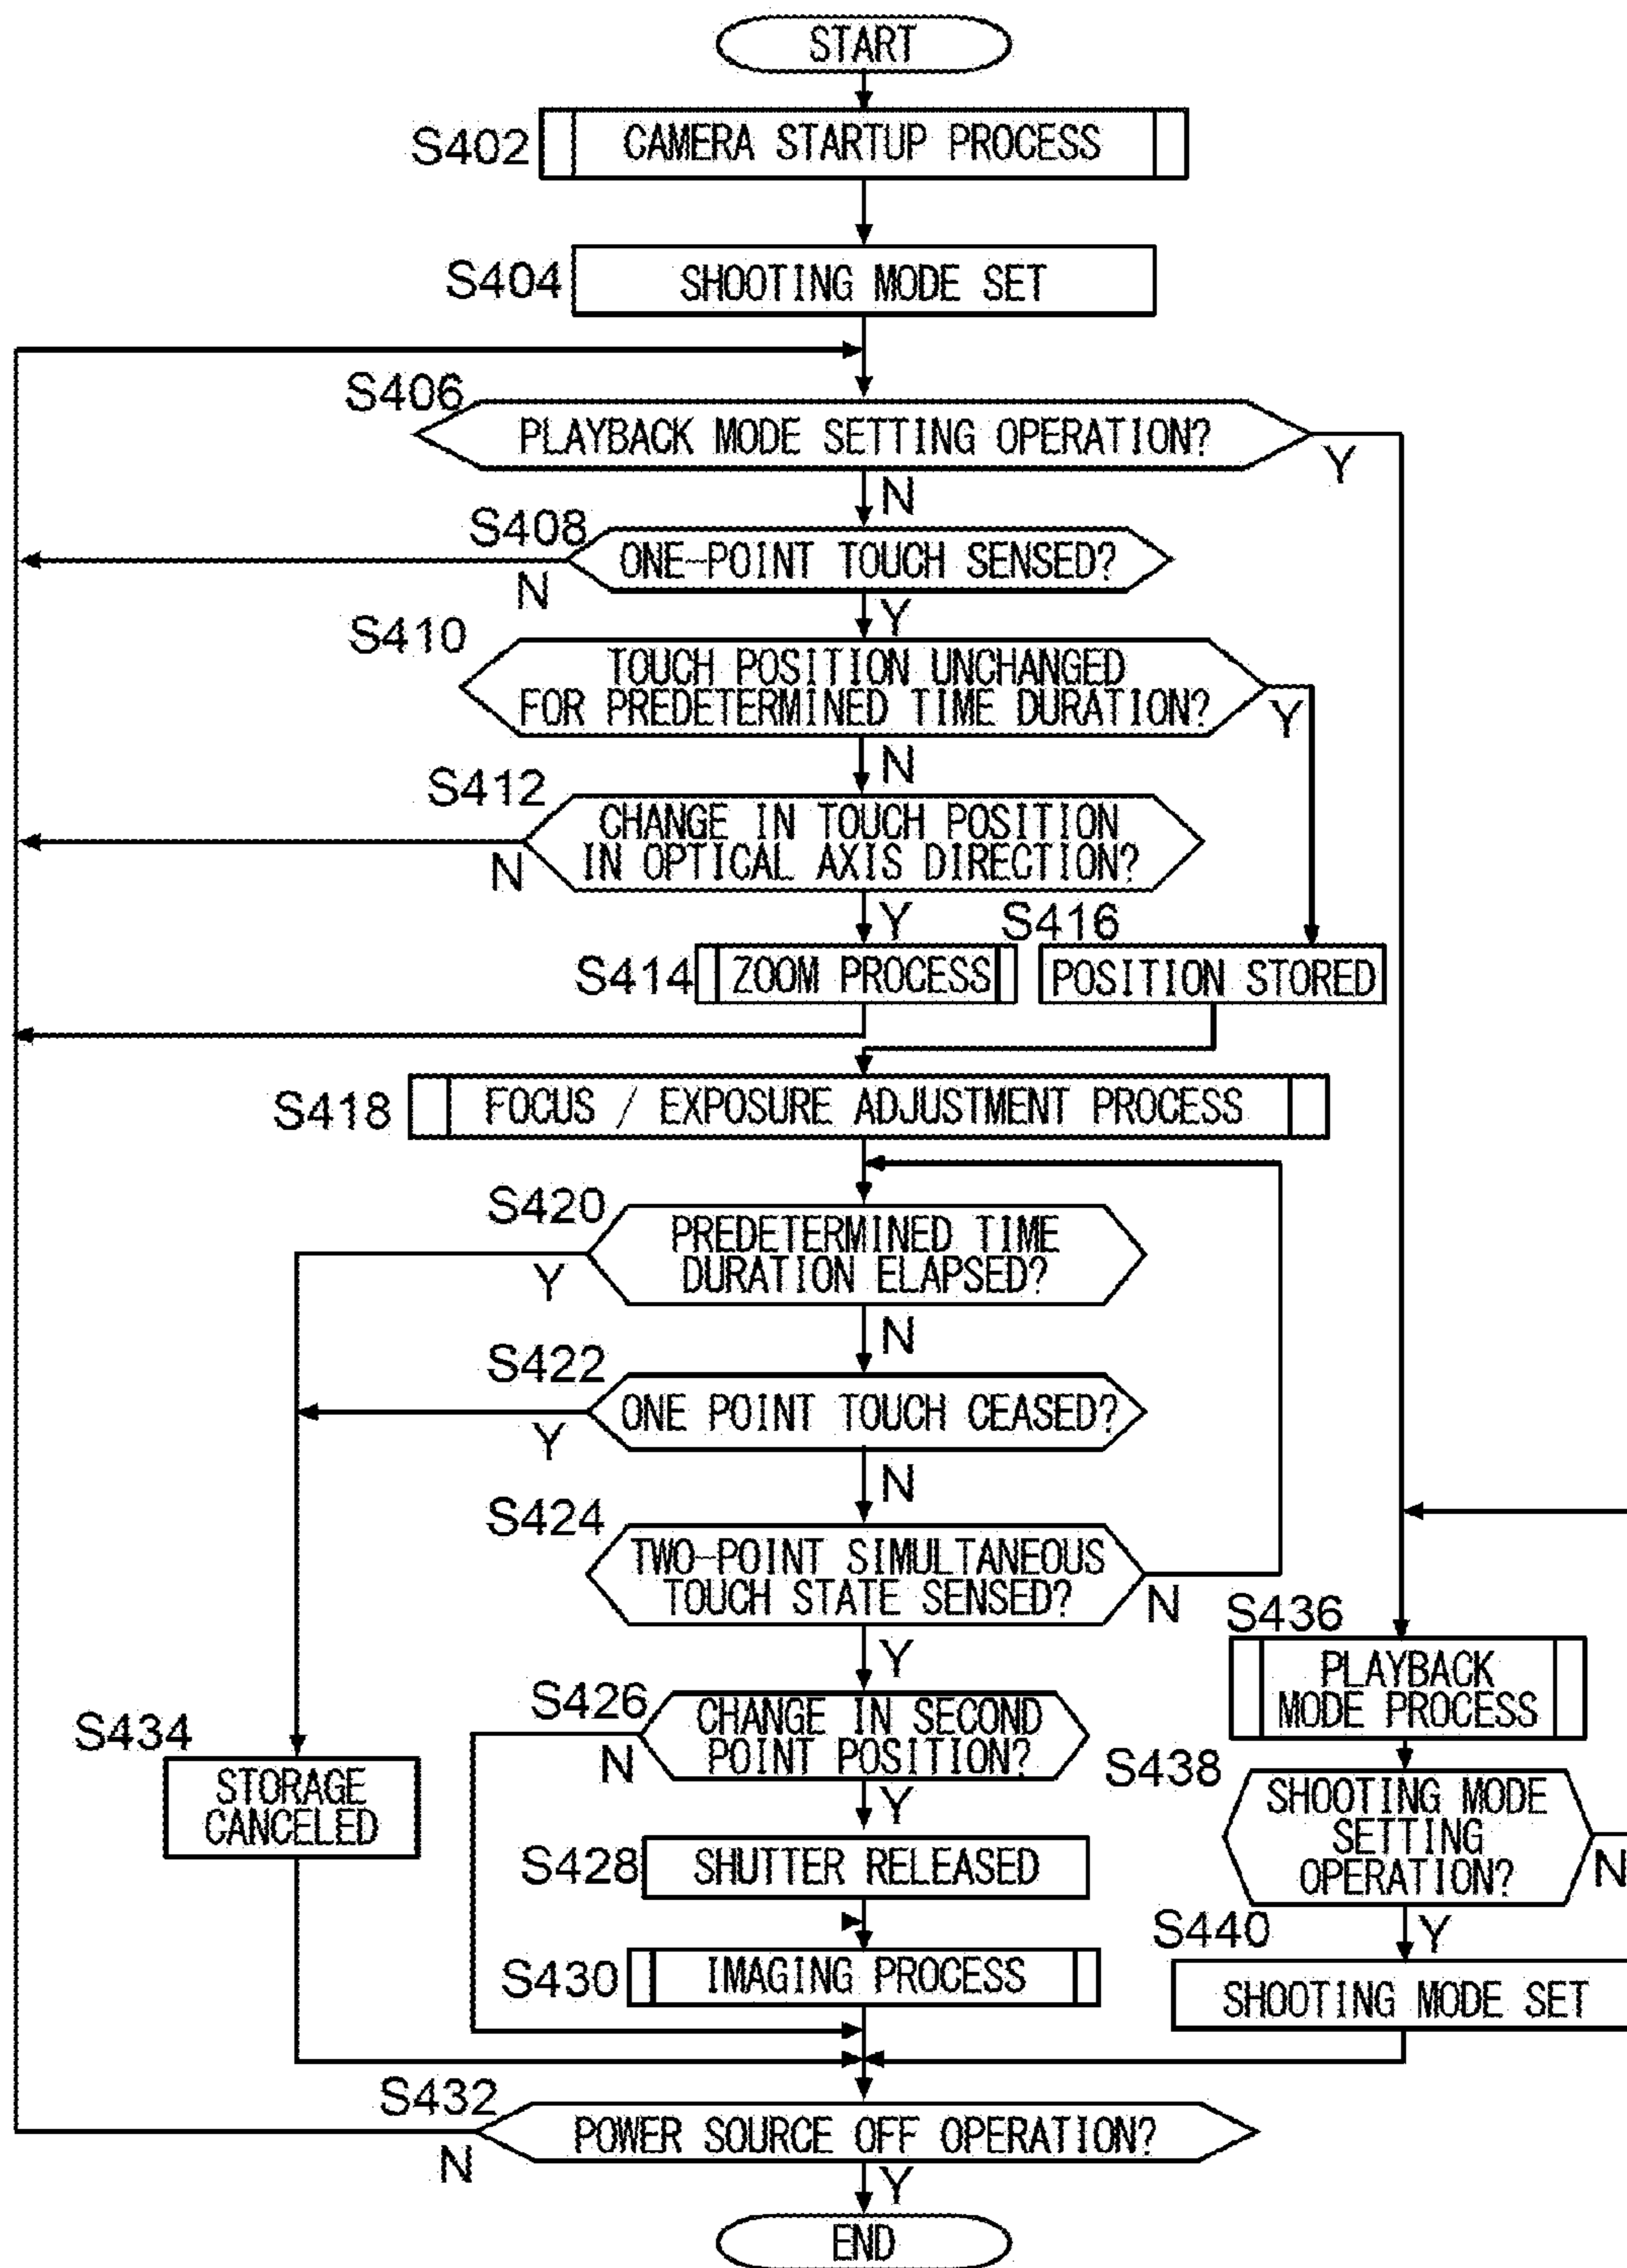 START
S402
CAMERA STARTUP PROCESS
S404
SHOOTING MODE SET
S406
PLAYBACK MODE SETTING OPERATION?
Y
N
S408
ONE-POINT TOUCH SENSED?
N
Y
S410
TOUCH POSITION UNCHANGED
FOR PREDETERMINED TIME DURATION?
Y
N
S412
CHANGE IN TOUCH POSITION
IN OPTICAL AXIS DIRECTION?
N
Y
S414
ZOOM PROCESS
S416
POSITION STORED
S418
FOCUS / EXPOSURE ADJUSTMENT PROCESS
S420
PREDETERMINED TIME
DURATION ELAPSED?
Y
N
S422
ONE POINT TOUCH CEASED?
Y
N
S424
TWO-POINT SIMULTANEOUS
TOUCH STATE SENSED?
N
Y
S426
CHANGE IN SECOND
POINT POSITION?
N
Y
S428
SHUTTER RELEASED
S430
IMAGING PROCESS
S434
STORAGE
CANCELED
S436
PLAYBACK
MODE PROCESS
S438
SHOOTING MODE
SETTING
OPERATION?
N
Y
S440
SHOOTING MODE SET
S432
POWER SOURCE OFF OPERATION?
N
Y
END